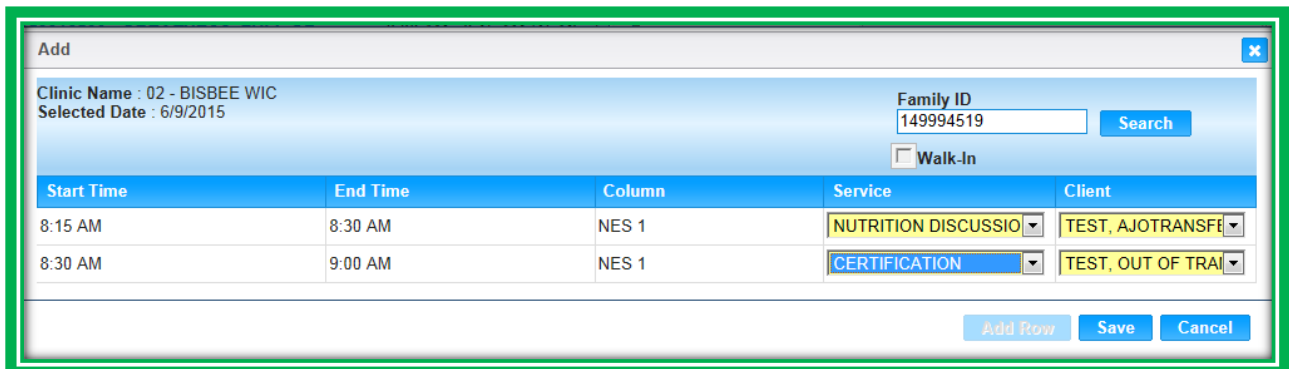 Add
Clinic Name : 02 - BISBEE WIC
Selected Date : 6/9/2015
Family ID
149994519
Search
Walk-In
Start Time End Time Column Service Client
8:15 AM 8:30 AM NES 1 NUTRITION DISCUSSIO TEST, AJOTRANSFE
8:30 AM 9:00 AM NES 1 CERTIFICATION TEST, OUT OF TRAI
Add Row Save Cancel